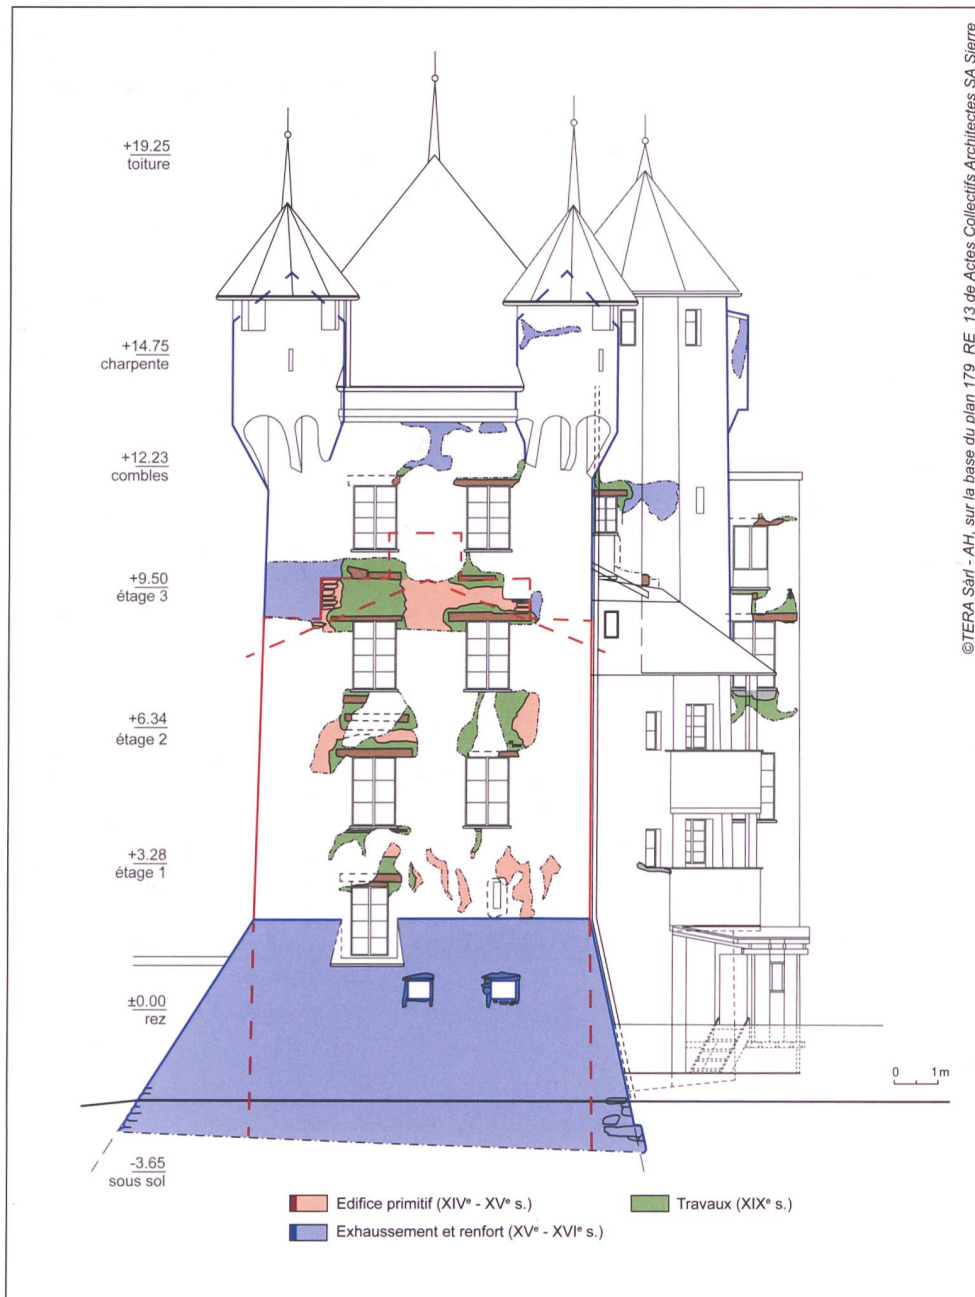 +19.25
toiture
+14.75
charpente
+12.23
combles
+9.50
étage 3
+6.34
étage 2
+3.28
étage 1
±0.00
rez
-3.65
sous sol
0 1m
Edifice primitif (XIVᵉ - XVᵉ s.)
Exhaussement et renfort (XVᵉ - XVIᵉ s.)
Travaux (XIXᵉ s.)
©TERA Sàrl - AH. sur la base du plan 179 RE 13 de Actes Collectifs Architectes SA Sierre